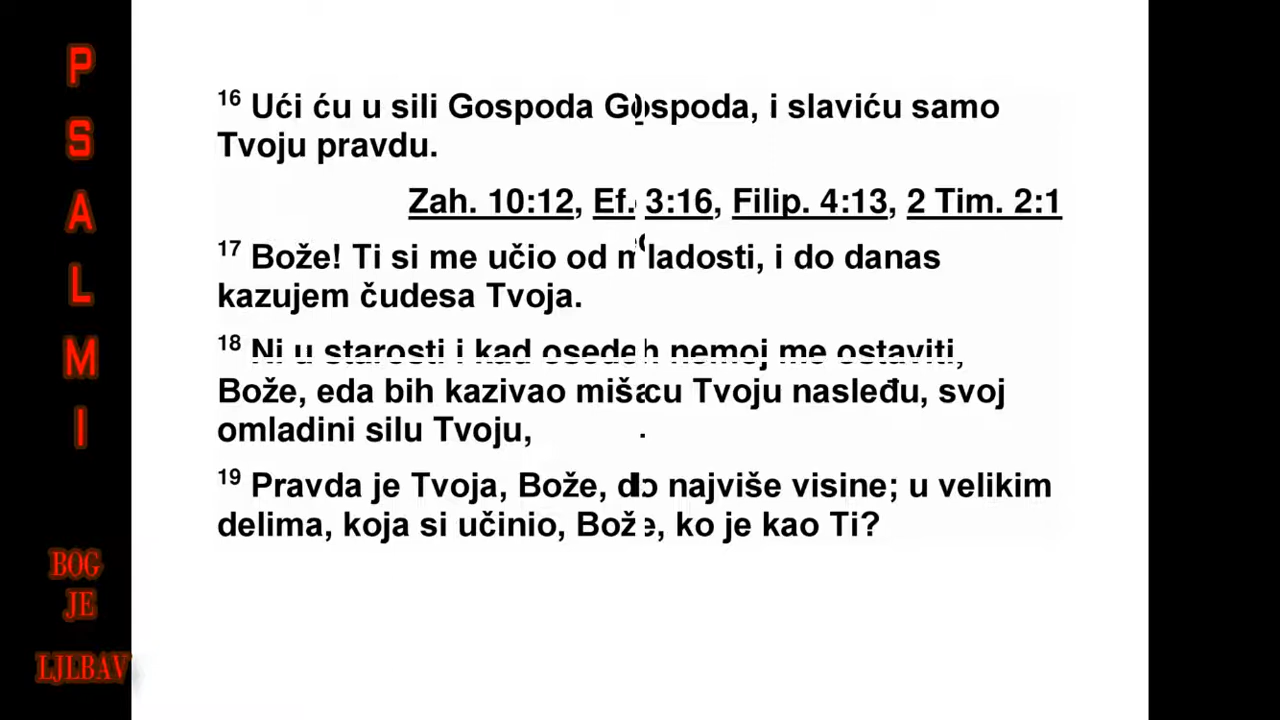 P
S
A
L
M
I
BOG
JE
LJLBAV
16 Ući ću u sili Gospoda Gospoda, i slaviću samo
Tvoju pravdu.
Zah. 10:12, Ef. 3:16, Filip. 4:13, 2 Tim. 2:1
17 Bože! Ti si me učio od mladosti, i do danas
kazujem čudesa Tvoja.
18 Ni u starosti i kad osedeh nemoj me ostaviti,
Bože, eda bih kazivao mišicu Tvoju nasleđu, svoj
omladini silu Tvoju,
19 Pravda je Tvoja, Bože, do najviše visine; u velikim
delima, koja si učinio, Bože, ko je kao Ti?